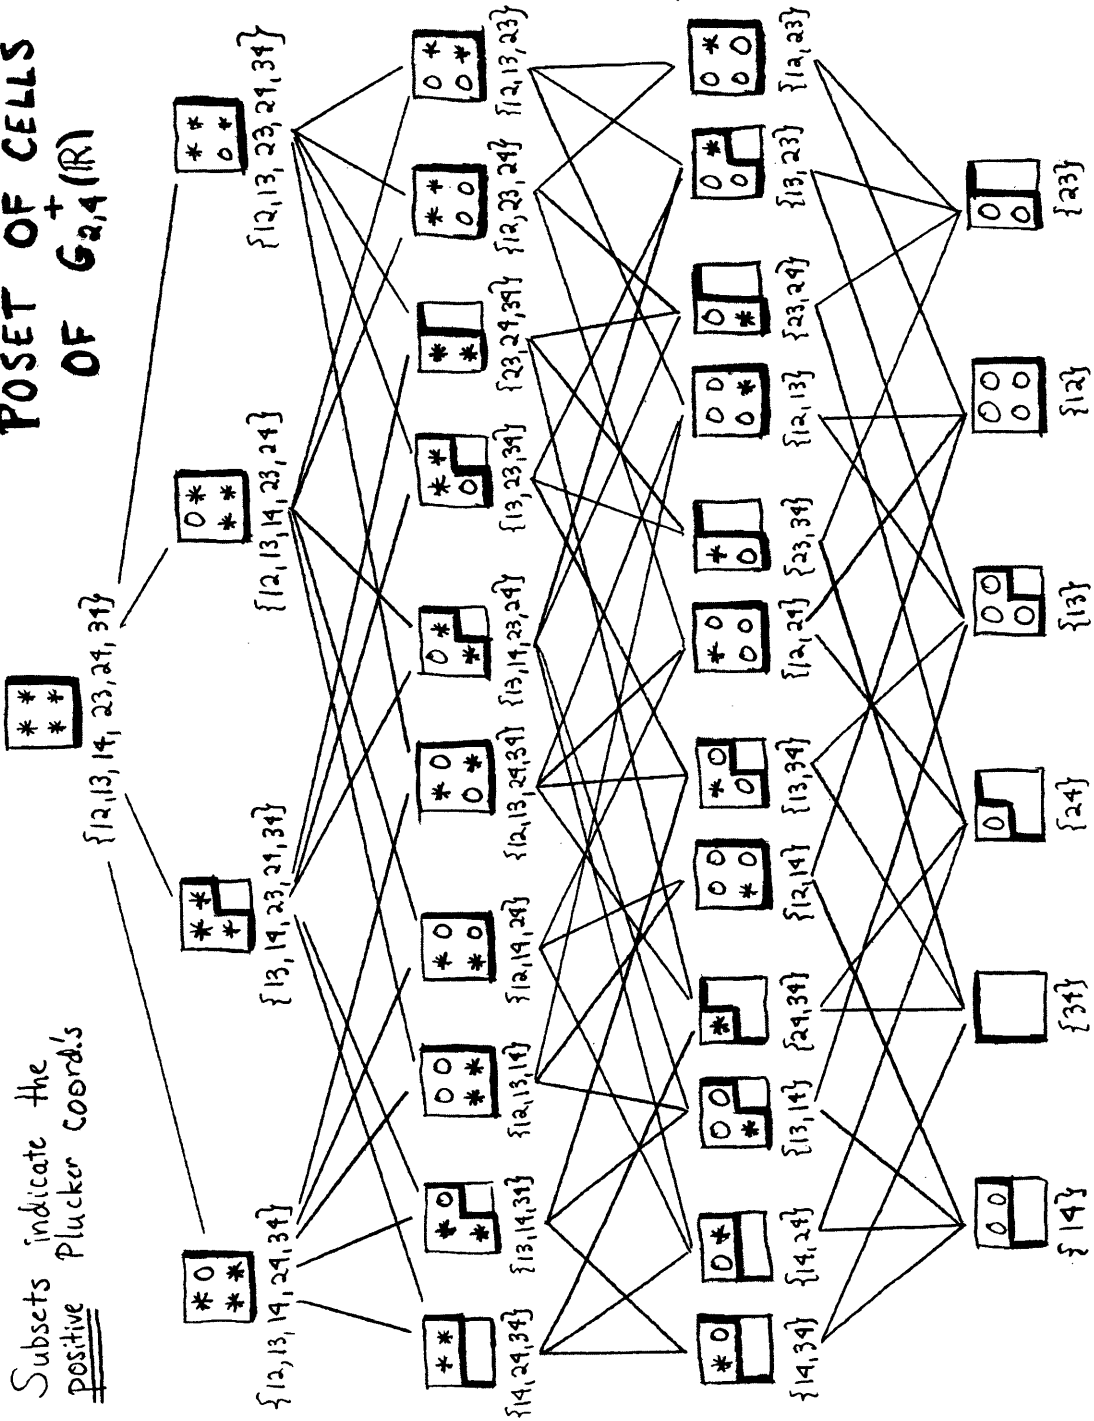 Subsets indicate the
positive Plucker coord.'s
POSET OF CELLS
OF G⁺₂,₄(ℝ)
{12,13,14,23,24,34}
{12,13,14,24,34} {13,14,23,24,34} {12,13,14,23,24} {12,13,23,24,34}
{14,24,34} {13,14,34} {12,13,14} {12,14,24} {12,13,24,34} {13,14,23,24} {13,23,34} {23,24,34} {12,23,24} {12,13,23}
{14,34} {14,24} {13,14} {24,34} {12,14} {13,34} {12,24} {23,34} {12,13} {23,24} {13,23} {12,23}
{14} {34} {24} {13} {12} {23}